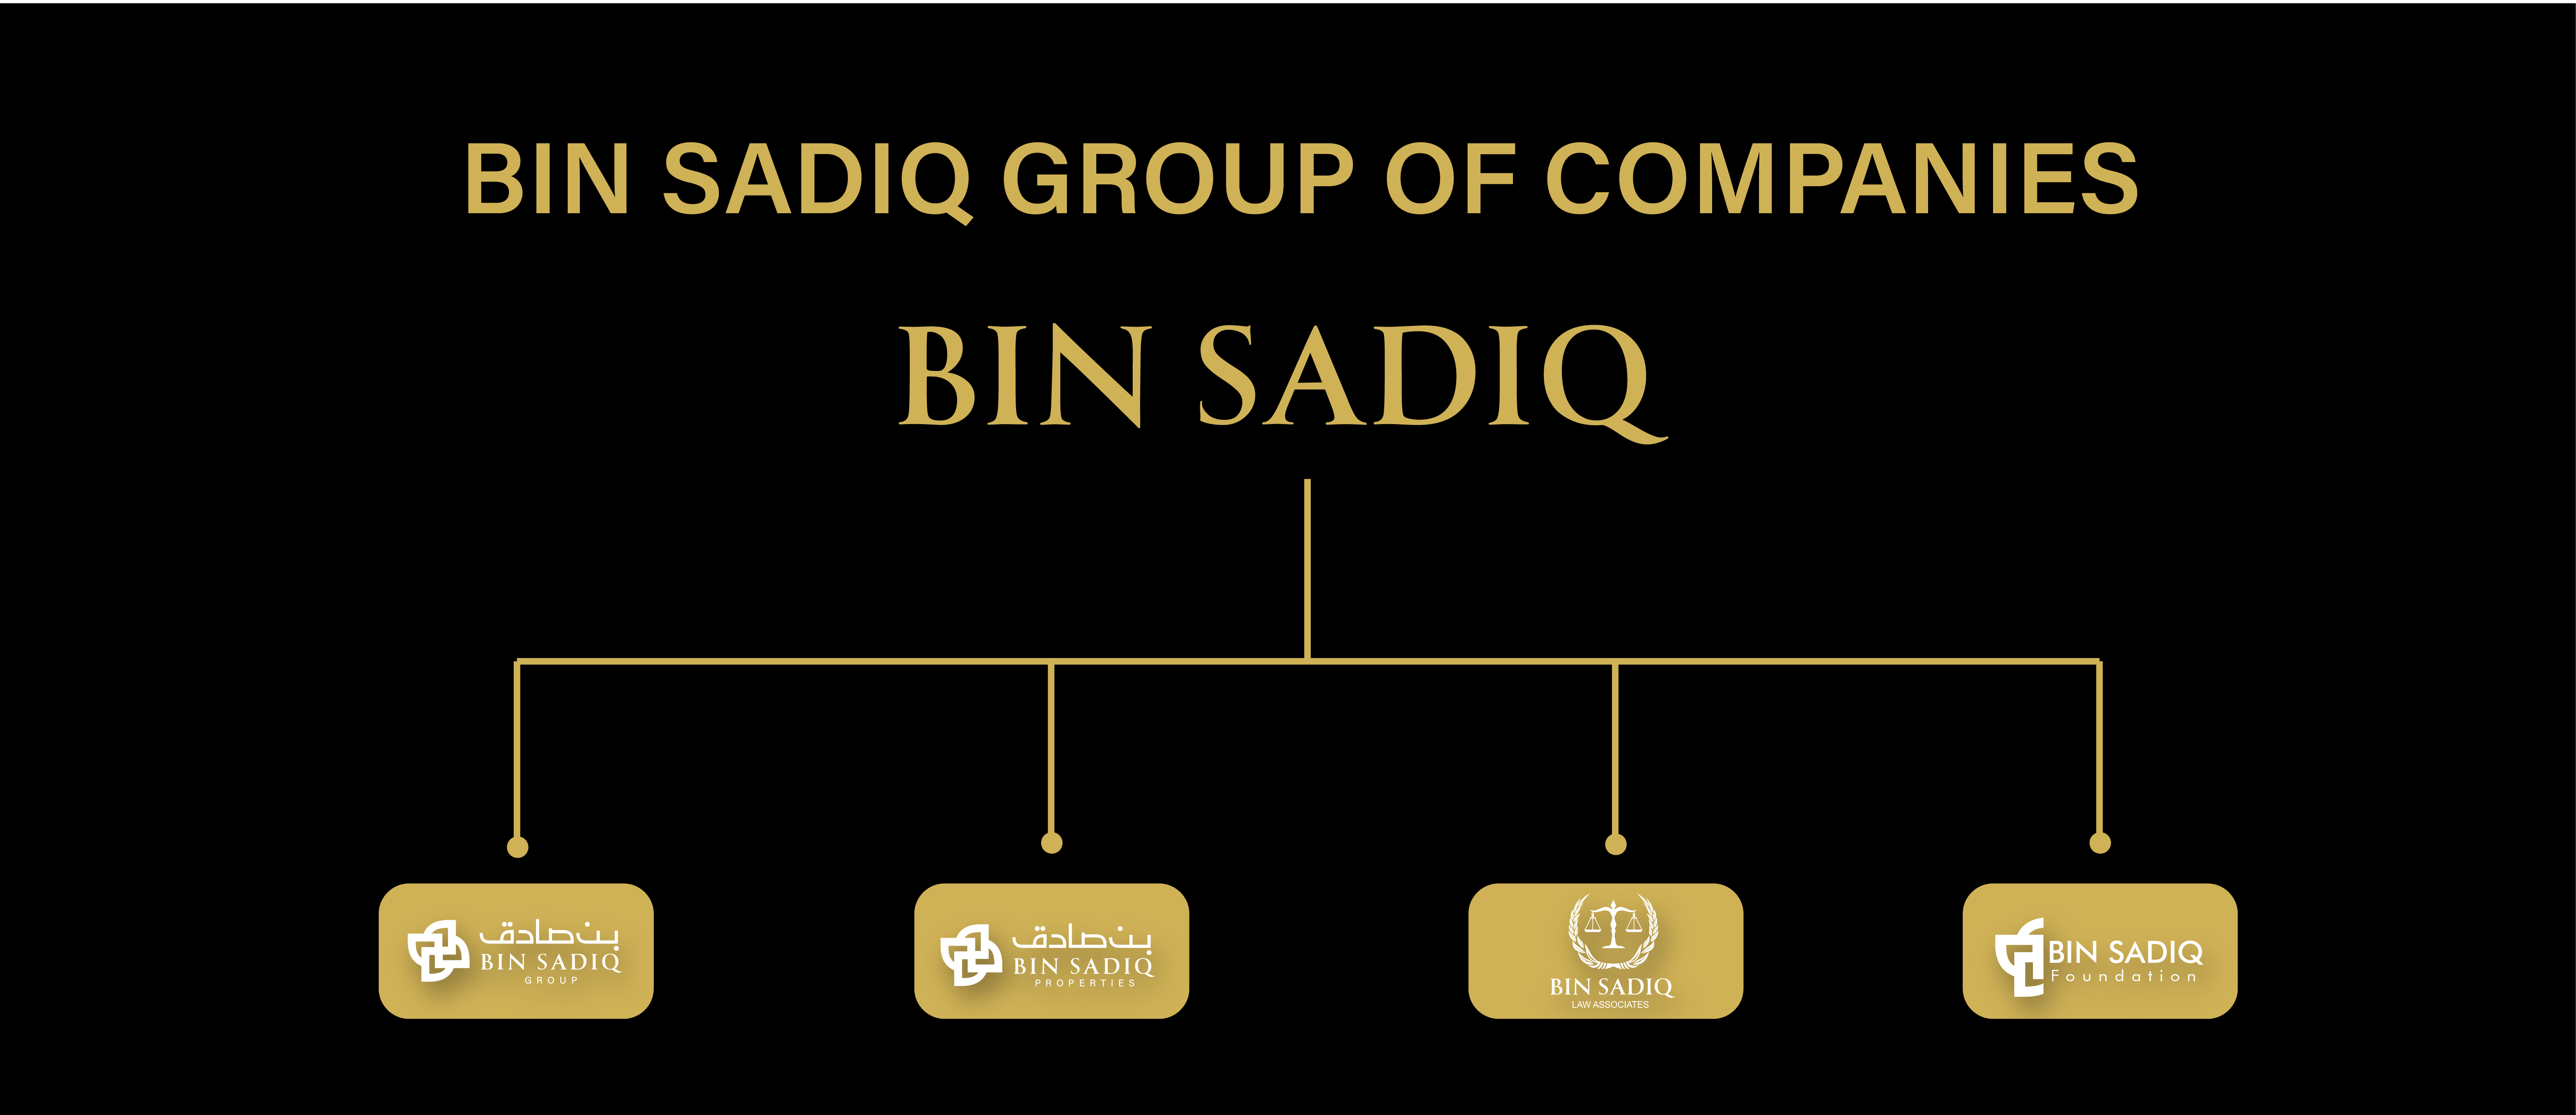 BIN SADIQ GROUP OF COMPANIES
BIN SADIQ
بن صادق
BIN SADIQ
GROUP
بن صادق
BIN SADIQ
PROPERTIES
BIN SADIQ
LAW ASSOCIATES
BIN SADIQ
Foundation